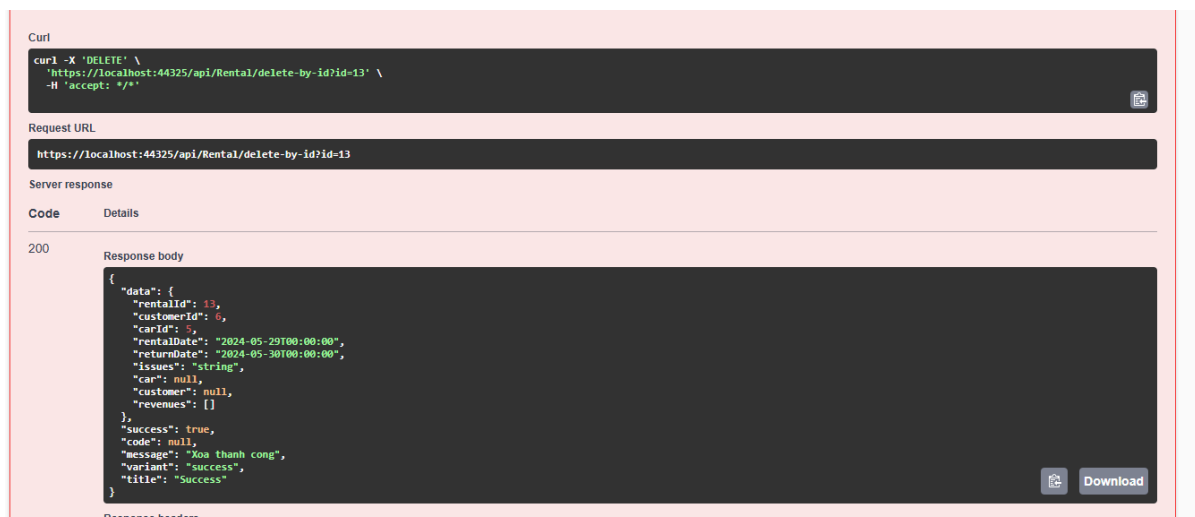 Curl
curl -X 'DELETE' \
  'https://localhost:44325/api/Rental/delete-by-id?id=13' \
  -H 'accept: */*'
Request URL
https://localhost:44325/api/Rental/delete-by-id?id=13
Server response
Code Details
200
Response body
{
  "data": {
    "rentalId": 13,
    "customerId": 6,
    "carId": 5,
    "rentalDate": "2024-05-29T00:00:00",
    "returnDate": "2024-05-30T00:00:00",
    "issues": "string",
    "car": null,
    "customer": null,
    "revenues": []
  },
  "success": true,
  "code": null,
  "message": "Xoa thanh cong",
  "variant": "success",
  "title": "Success"
}
Download
Response headers